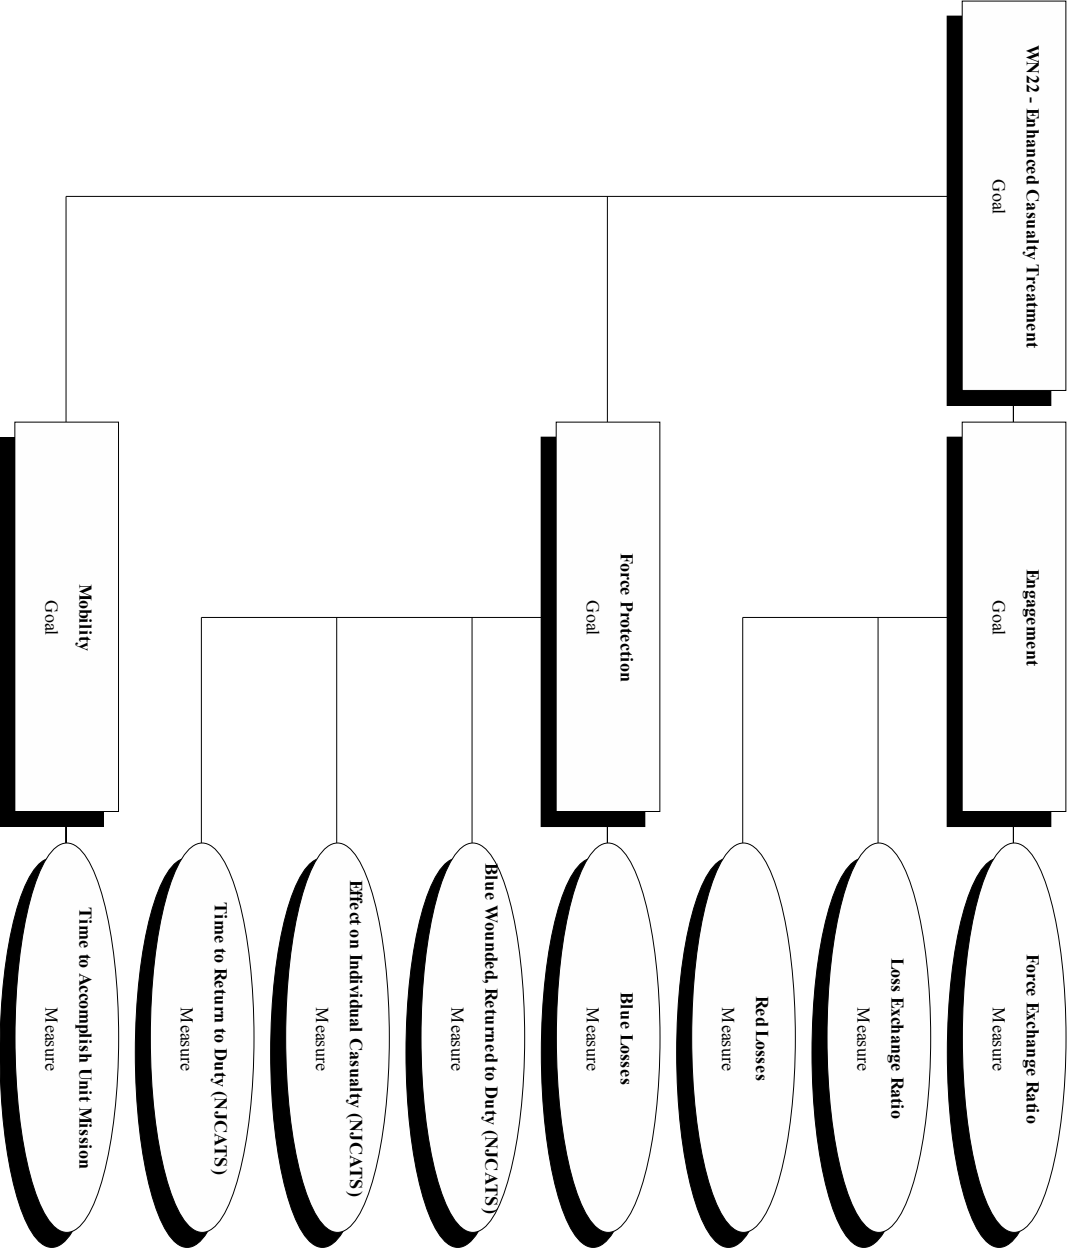 WN22 - Enhanced Casualty Treatment
Goal
Engagement
Goal
Force Exchange Ratio
Measure
Loss Exchange Ratio
Measure
Red Losses
Measure
Force Protection
Goal
Blue Losses
Measure
Blue Wounded, Returned to Duty (NJCATS)
Measure
Effect on Individual Casualty (NJCATS)
Measure
Time to Return to Duty (NJCATS)
Measure
Mobility
Goal
Time to Accomplish Unit Mission
Measure